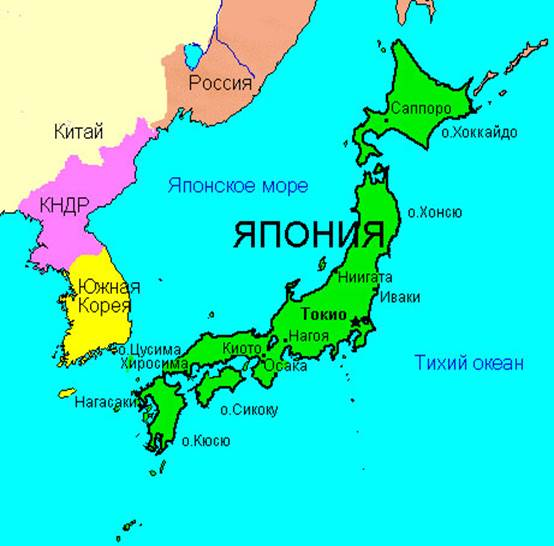 Россия
Саппоро
Китай
о.Хоккайдо
Японское море
КНДР
о.Хонсю
ЯПОНИЯ
Ниигата
Южная
Корея
Иваки
Токио
Нагоя
о.Цусима
Киото
Хиросима
Осака
Тихий океан
Нагасаки
о.Сикоку
о.Кюсю